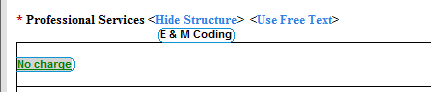 * Professional Services <Hide Structure> <Use Free Text>
E & M Coding
No charge